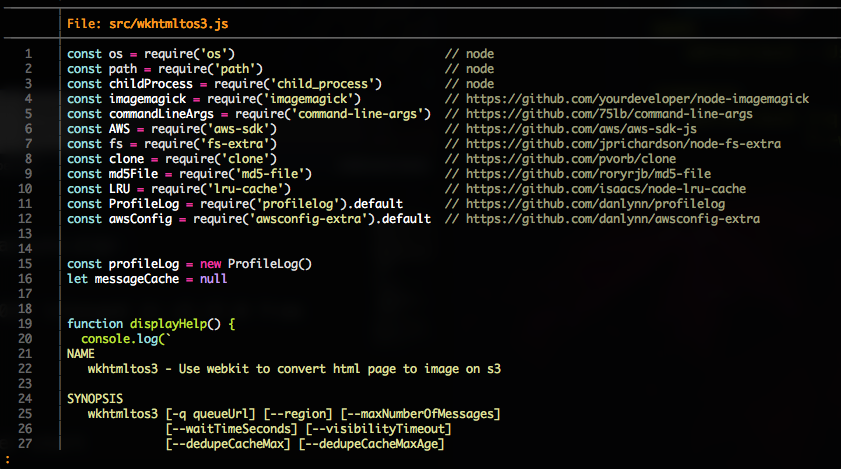 File: src/wkhtmltos3.js
1 const os = require('os') // node
2 const path = require('path') // node
3 const childProcess = require('child_process') // node
4 const imagemagick = require('imagemagick') // https://github.com/yourdeveloper/node-imagemagick
5 const commandLineArgs = require('command-line-args') // https://github.com/75lb/command-line-args
6 const AWS = require('aws-sdk') // https://github.com/aws/aws-sdk-js
7 const fs = require('fs-extra') // https://github.com/jprichardson/node-fs-extra
8 const clone = require('clone') // https://github.com/pvorb/clone
9 const md5File = require('md5-file') // https://github.com/roryrjb/md5-file
10 const LRU = require('lru-cache') // https://github.com/isaacs/node-lru-cache
11 const ProfileLog = require('profilelog').default // https://github.com/danlynn/profilelog
12 const awsConfig = require('awsconfig-extra').default // https://github.com/danlynn/awsconfig-extra
13
14
15 const profileLog = new ProfileLog()
16 let messageCache = null
17
18
19 function displayHelp() {
20 console.log(`
21 NAME
22 wkhtmltos3 - Use webkit to convert html page to image on s3
23
24 SYNOPSIS
25 wkhtmltos3 [-q queueUrl] [--region] [--maxNumberOfMessages]
26 [--waitTimeSeconds] [--visibilityTimeout]
27 [--dedupeCacheMax] [--dedupeCacheMaxAge]
: